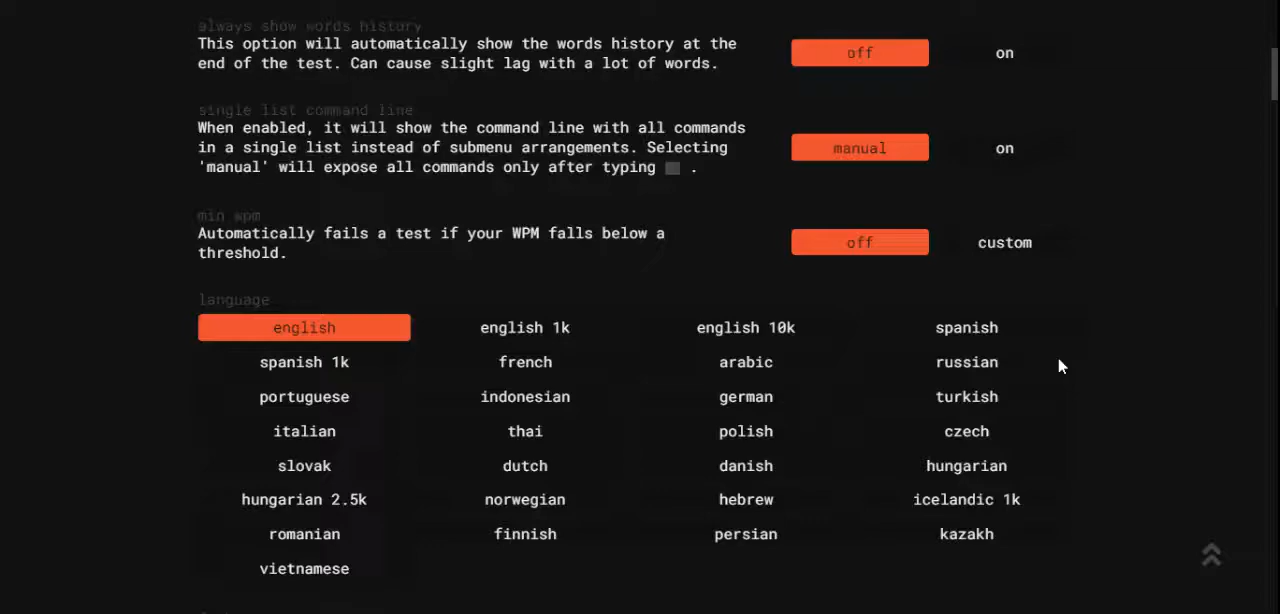 always show words history
This option will automatically show the words history at the
end of the test. Can cause slight lag with a lot of words.
off
on
single list command line
When enabled, it will show the command line with all commands
in a single list instead of submenu arrangements. Selecting
'manual' will expose all commands only after typing .
manual
on
min wpm
Automatically fails a test if your WPM falls below a
threshold.
off
custom
language
english english 1k english 10k spanish
spanish 1k french arabic russian
portuguese indonesian german turkish
italian thai polish czech
slovak dutch danish hungarian
hungarian 2.5k norwegian hebrew icelandic 1k
romanian finnish persian kazakh
vietnamese